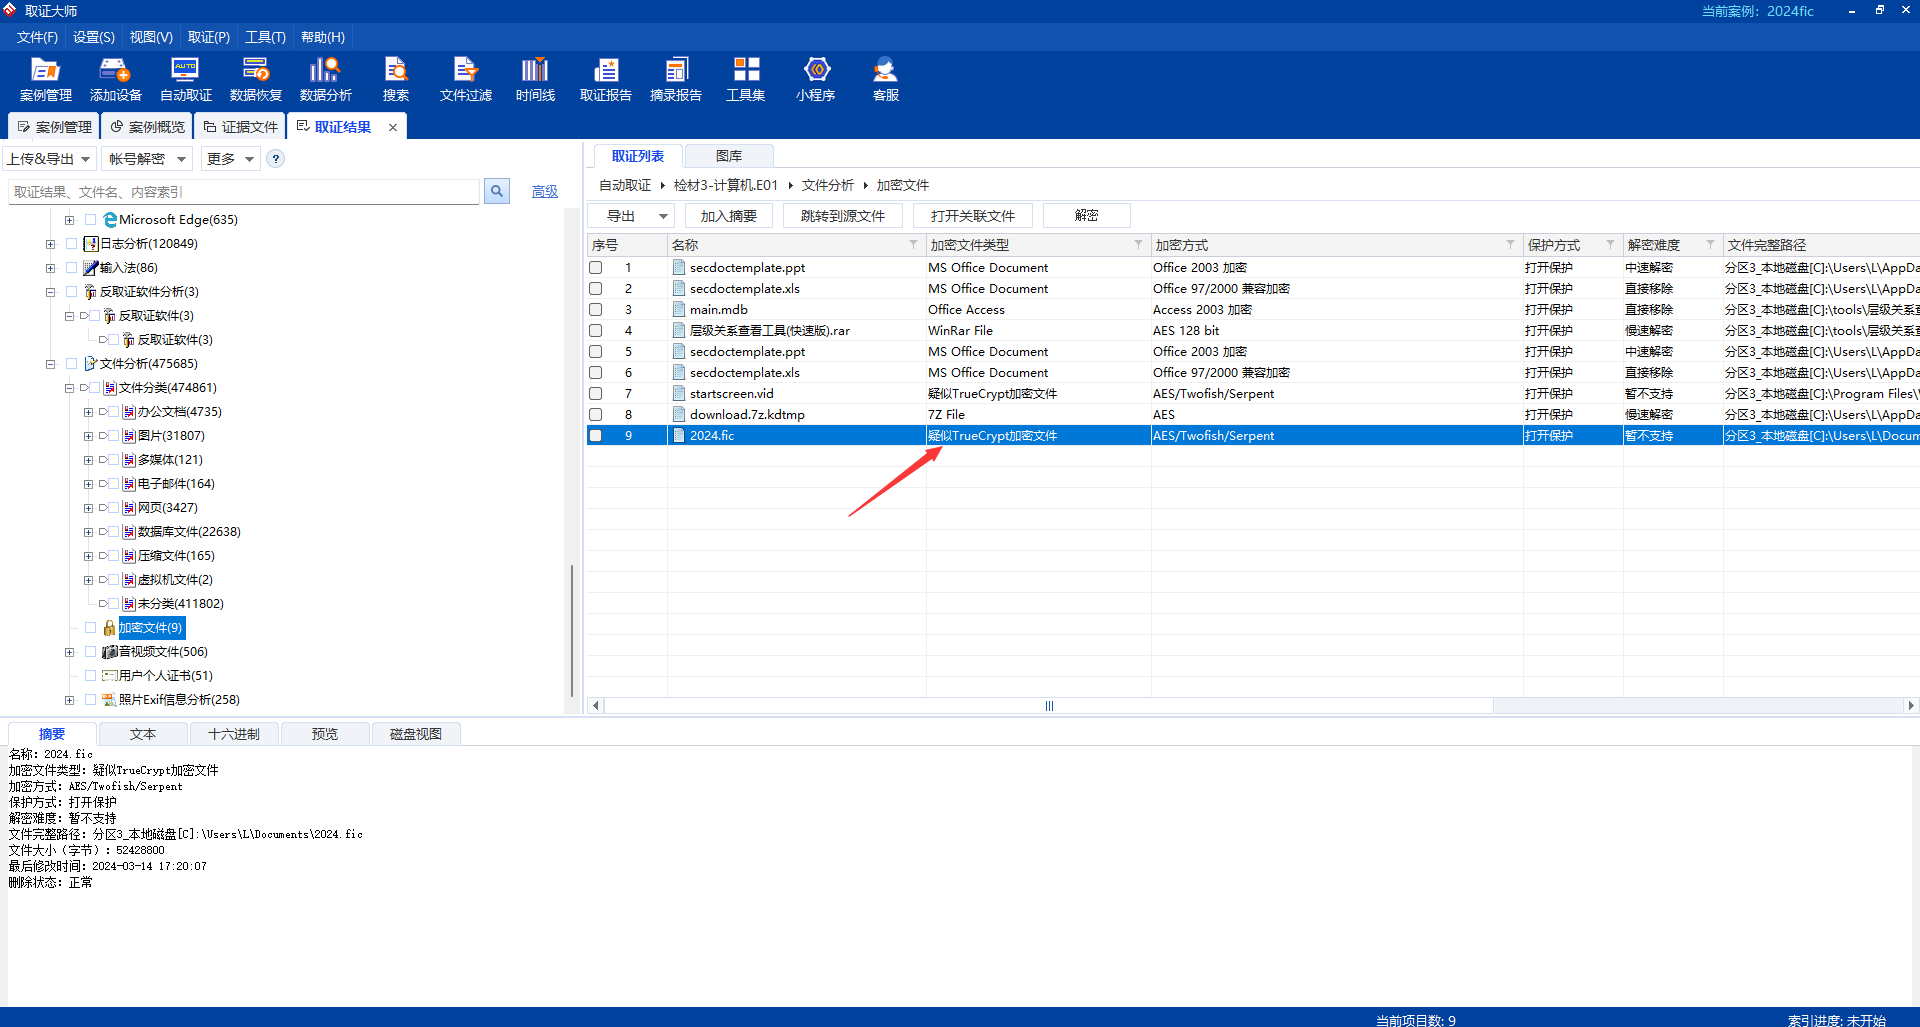 取证大师
当前案例：2024fic
文件(F) 设置(S) 视图(V) 取证(P) 工具(T) 帮助(H)
案例管理 添加设备 自动取证 数据恢复 数据分析 搜索 文件过滤 时间线 取证报告 摘录报告 工具集 小程序 客服
案例管理 案例概览 证据文件 取证结果
上传&导出 帐号解密 更多 ?
取证结果、文件名、内容索引 高级
Microsoft Edge(635)
日志分析(120849)
输入法(86)
反取证软件分析(3)
反取证软件(3)
反取证软件(3)
文件分析(475685)
文件分类(474861)
办公文档(4735)
图片(31807)
多媒体(121)
电子邮件(164)
网页(3427)
数据库文件(22638)
压缩文件(165)
虚拟机文件(2)
未分类(411802)
加密文件(9)
音视频文件(506)
用户个人证书(51)
照片Exif信息分析(258)
取证列表 图库
自动取证 检材3-计算机.E01 文件分析 加密文件
导出 加入摘要 跳转到源文件 打开关联文件 解密
序号 名称 加密文件类型 加密方式 保护方式 解密难度 文件完整路径
1 secdoctemplate.ppt MS Office Document Office 2003 加密 打开保护 中速解密 分区3_本地磁盘[C]:\Users\L\AppDa
2 secdoctemplate.xls MS Office Document Office 97/2000 兼容加密 打开保护 直接移除 分区3_本地磁盘[C]:\Users\L\AppDa
3 main.mdb Office Access Access 2003 加密 打开保护 直接移除 分区3_本地磁盘[C]:\tools\层级关系
4 层级关系查看工具(快速版).rar WinRar File AES 128 bit 打开保护 慢速解密 分区3_本地磁盘[C]:\tools\层级关系查
5 secdoctemplate.ppt MS Office Document Office 2003 加密 打开保护 中速解密 分区3_本地磁盘[C]:\Users\L\AppDa
6 secdoctemplate.xls MS Office Document Office 97/2000 兼容加密 打开保护 直接移除 分区3_本地磁盘[C]:\Users\L\AppDa
7 startscreen.vid 疑似TrueCrypt加密文件 AES/Twofish/Serpent 打开保护 暂不支持 分区3_本地磁盘[C]:\Program Files\
8 download.7z.kdtmp 7Z File AES 打开保护 慢速解密 分区3_本地磁盘[C]:\Users\L\AppDa
9 2024.fic 疑似TrueCrypt加密文件 AES/Twofish/Serpent 打开保护 暂不支持 分区3_本地磁盘[C]:\Users\L\Docum
摘要 文本 十六进制 预览 磁盘视图
名称：2024.fic
加密文件类型：疑似TrueCrypt加密文件
加密方式：AES/Twofish/Serpent
保护方式：打开保护
解密难度：暂不支持
文件完整路径：分区3_本地磁盘[C]:\Users\L\Documents\2024.fic
文件大小（字节）：52428800
最后修改时间：2024-03-14 17:20:07
删除状态：正常
当前项目数: 9 索引进度: 未开始